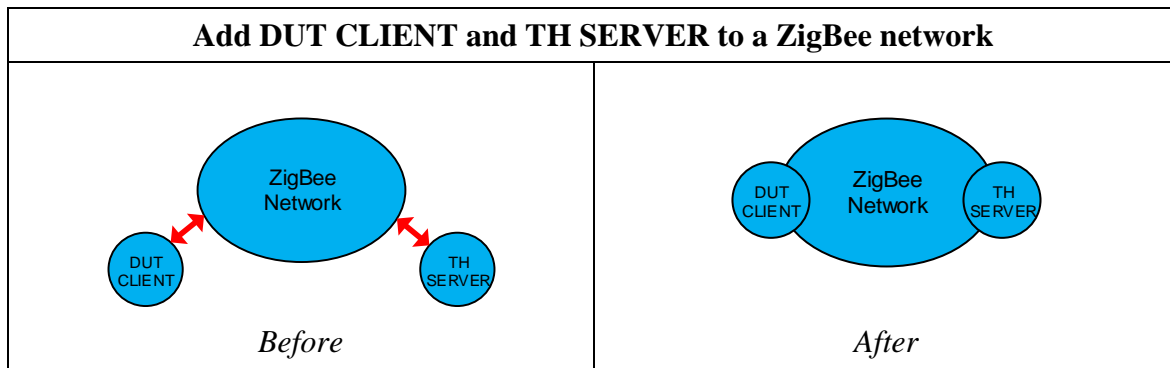 Add DUT CLIENT and TH SERVER to a ZigBee network
ZigBee
Network
DUT
CLIENT
TH
SERVER
Before
DUT
CLIENT
ZigBee
Network
TH
SERVER
After